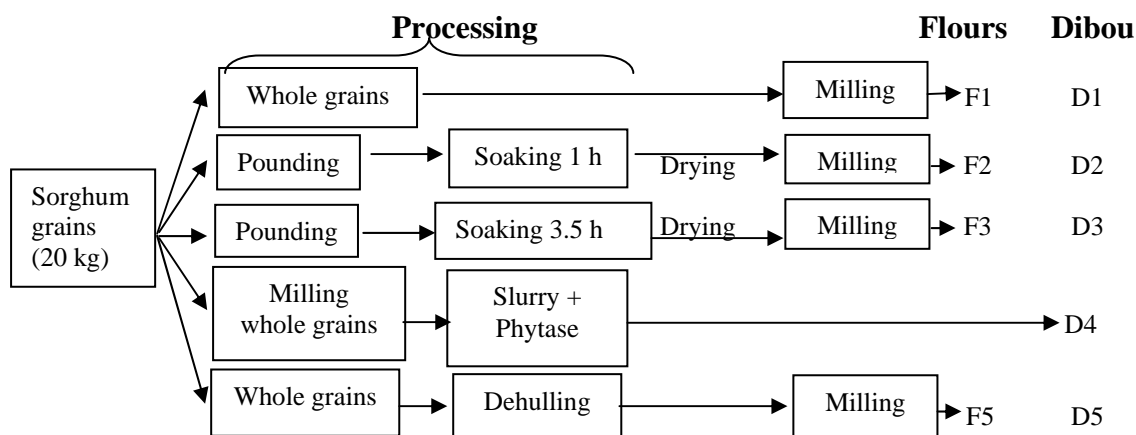 Processing Flours Dibou
Whole grains Milling F1 D1
Pounding Soaking 1 h Drying Milling F2 D2
Sorghum
grains
(20 kg)
Pounding Soaking 3.5 h Drying Milling F3 D3
Milling
whole grains
Slurry +
Phytase
D4
Whole grains Dehulling Milling F5 D5